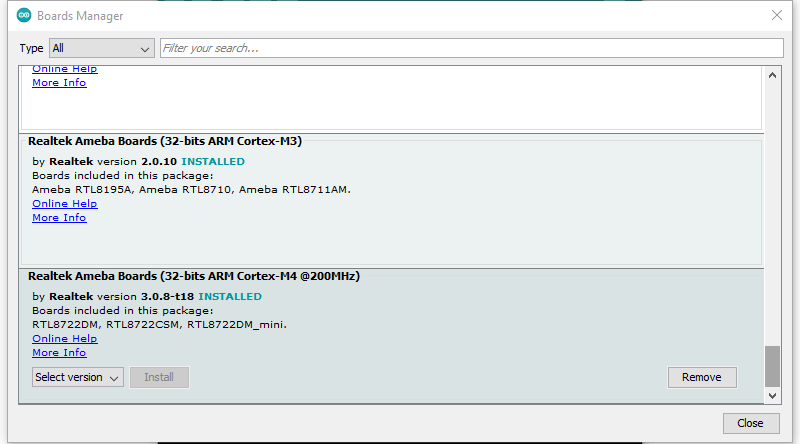 Boards Manager
Type All Filter your search...
Online Help
More Info
Realtek Ameba Boards (32-bits ARM Cortex-M3)
by Realtek version 2.0.10 INSTALLED
Boards included in this package:
Ameba RTL8195A, Ameba RTL8710, Ameba RTL8711AM.
Online Help
More Info
Realtek Ameba Boards (32-bits ARM Cortex-M4 @200MHz)
by Realtek version 3.0.8-t18 INSTALLED
Boards included in this package:
RTL8722DM, RTL8722CSM, RTL8722DM_mini.
Online Help
More Info
Select version Install Remove
Close